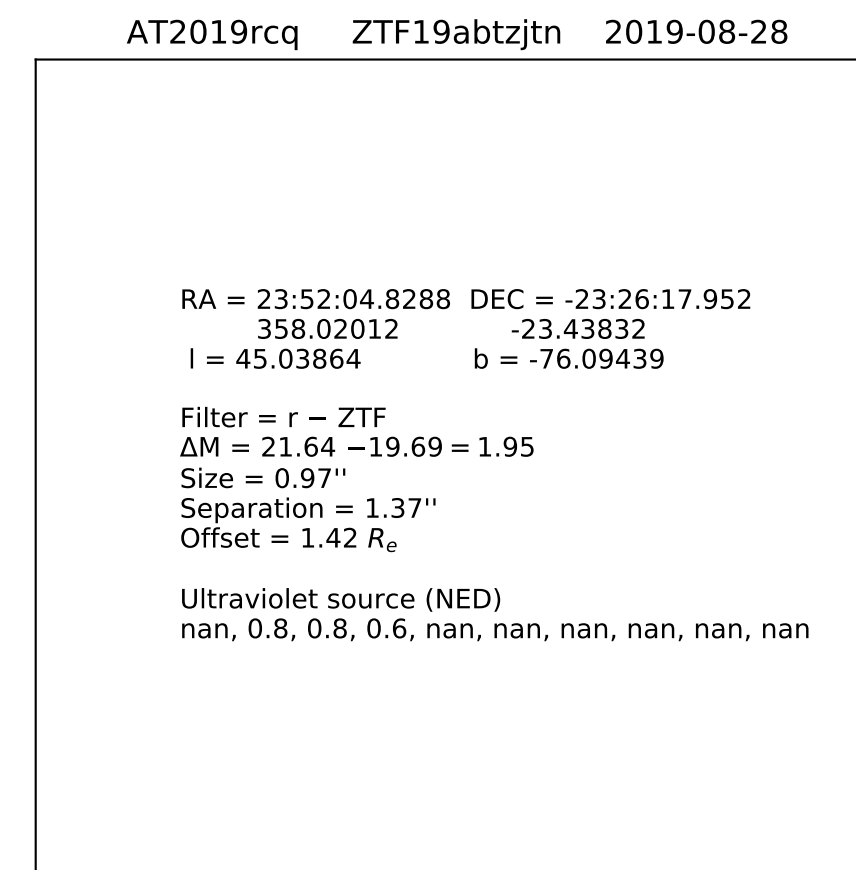 AT2019rcq ZTF19abtzjtn 2019-08-28
RA = 23:52:04.8288 DEC = -23:26:17.952
358.02012 -23.43832
l = 45.03864 b = -76.09439
Filter = r − ZTF
ΔM = 21.64 −19.69 = 1.95
Size = 0.97''
Separation = 1.37''
Offset = 1.42 Rₑ
Ultraviolet source (NED)
nan, 0.8, 0.8, 0.6, nan, nan, nan, nan, nan, nan